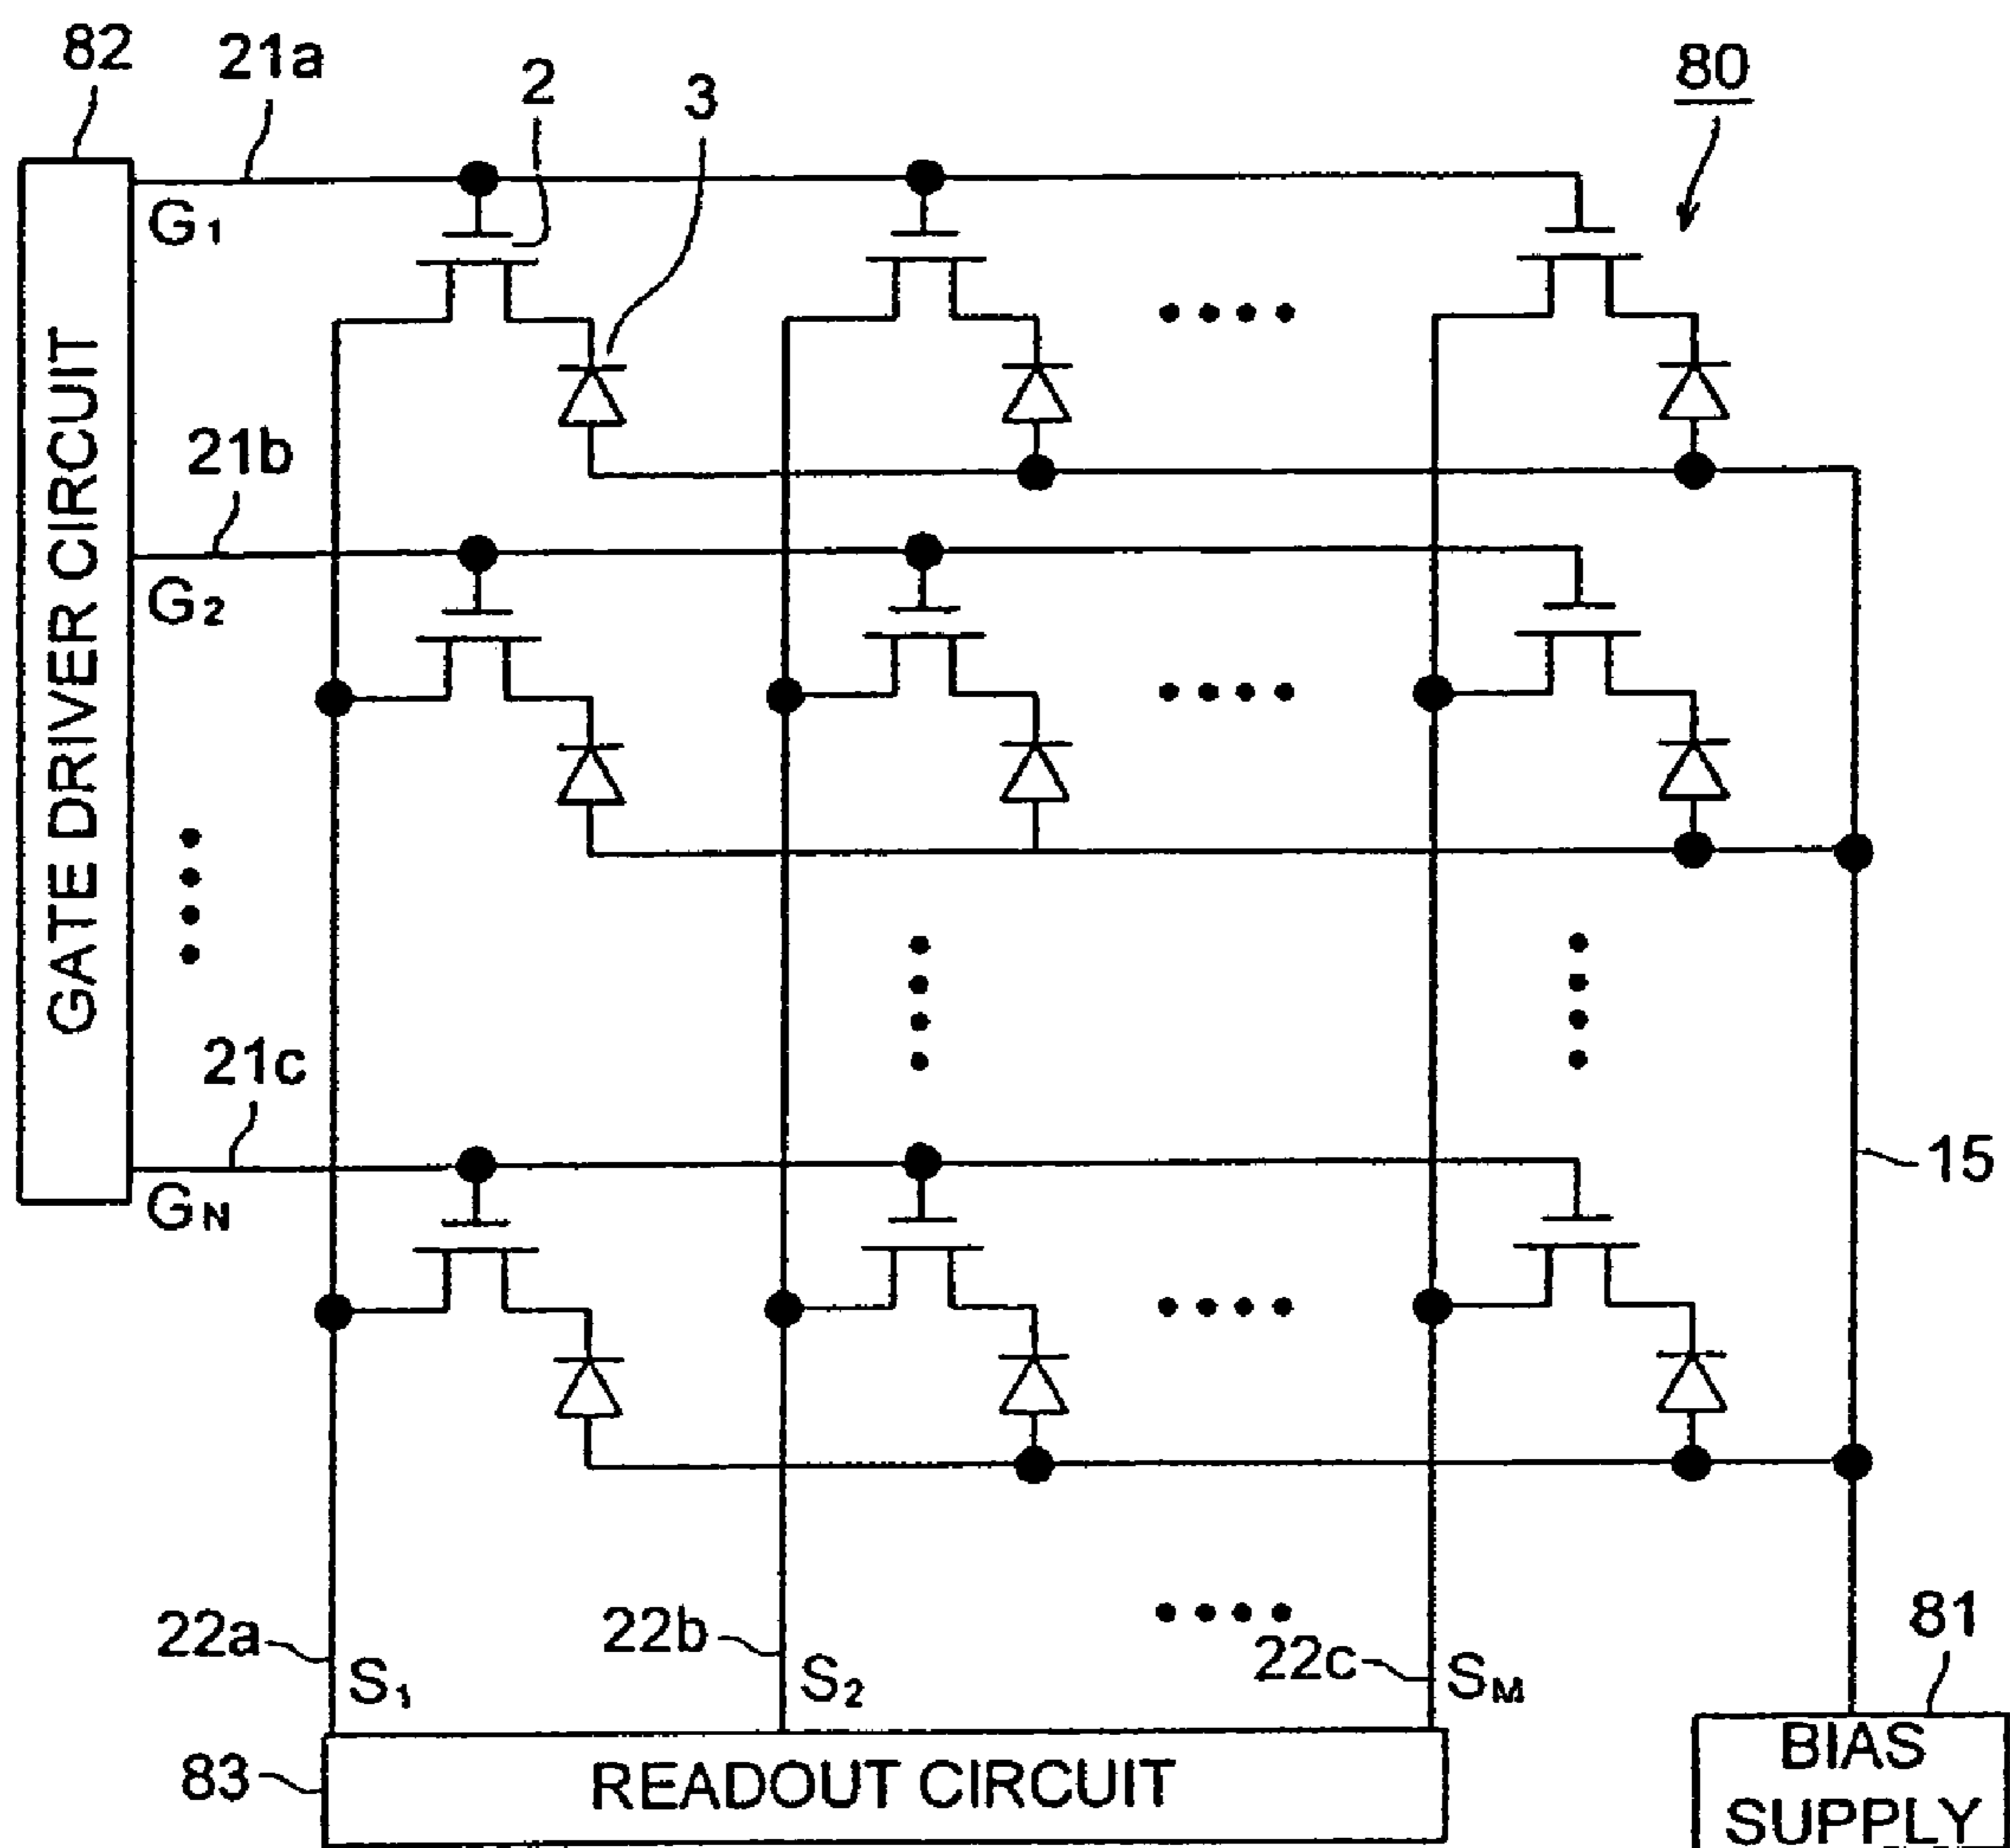 82
21a
2
3
80
G1
21b
G2
GATE DRIVER CIRCUIT
21c
GN
15
22a
S1
22b
S2
22c
SM
81
83
READOUT CIRCUIT
BIAS
SUPPLY